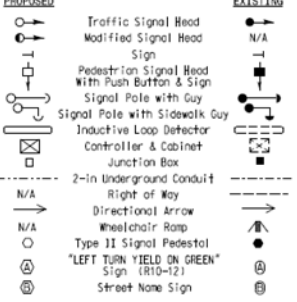 PROPOSED EXISTING
Traffic Signal Head
Modified Signal Head N/A
Sign
Pedestrian Signal Head
With Push Button & Sign
Signal Pole with Guy
Signal Pole with Sidewalk Guy
Inductive Loop Detector
Controller & Cabinet
Junction Box
2-in Underground Conduit
N/A Right of Way
Directional Arrow
N/A Wheelchair Ramp
Type II Signal Pedestal
"LEFT TURN YIELD ON GREEN"
A Sign (R10-12) A
S Street Name Sign